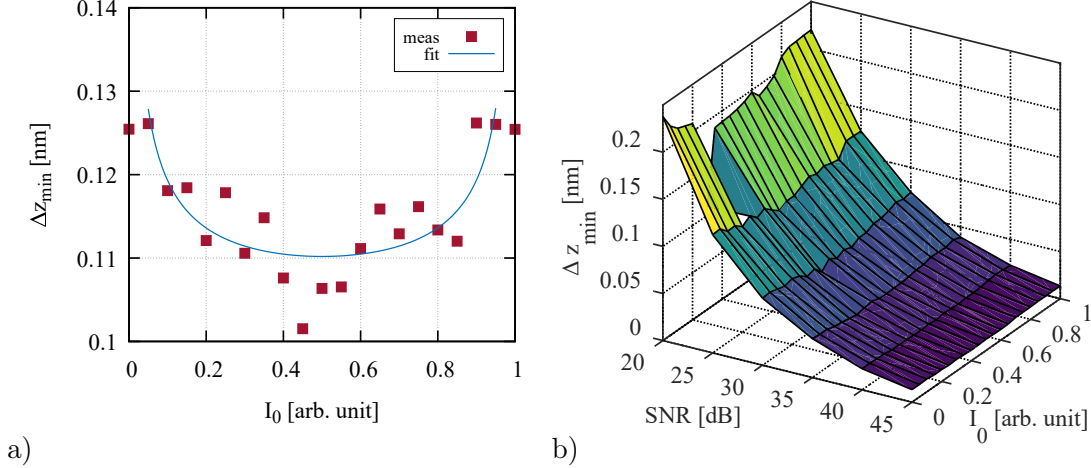 0.14
0.13
0.12
0.11
0.1
Δz_min [nm]
meas
fit
0 0.2 0.4 0.6 0.8 1
I_0 [arb. unit]
a)
0.2
0.15
0.1
0.05
0
Δ z_min [nm]
20 25 30 35 40 45
SNR [dB]
0 0.2 0.4 0.6 0.8 1
I_0 [arb. unit]
b)